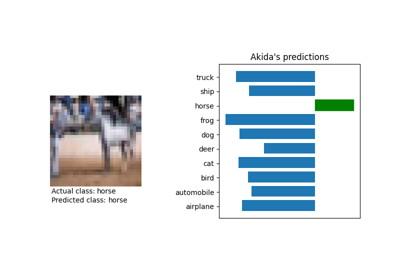 Akida's predictions
truck
ship
horse
frog
dog
deer
cat
bird
automobile
airplane
Actual class: horse
Predicted class: horse